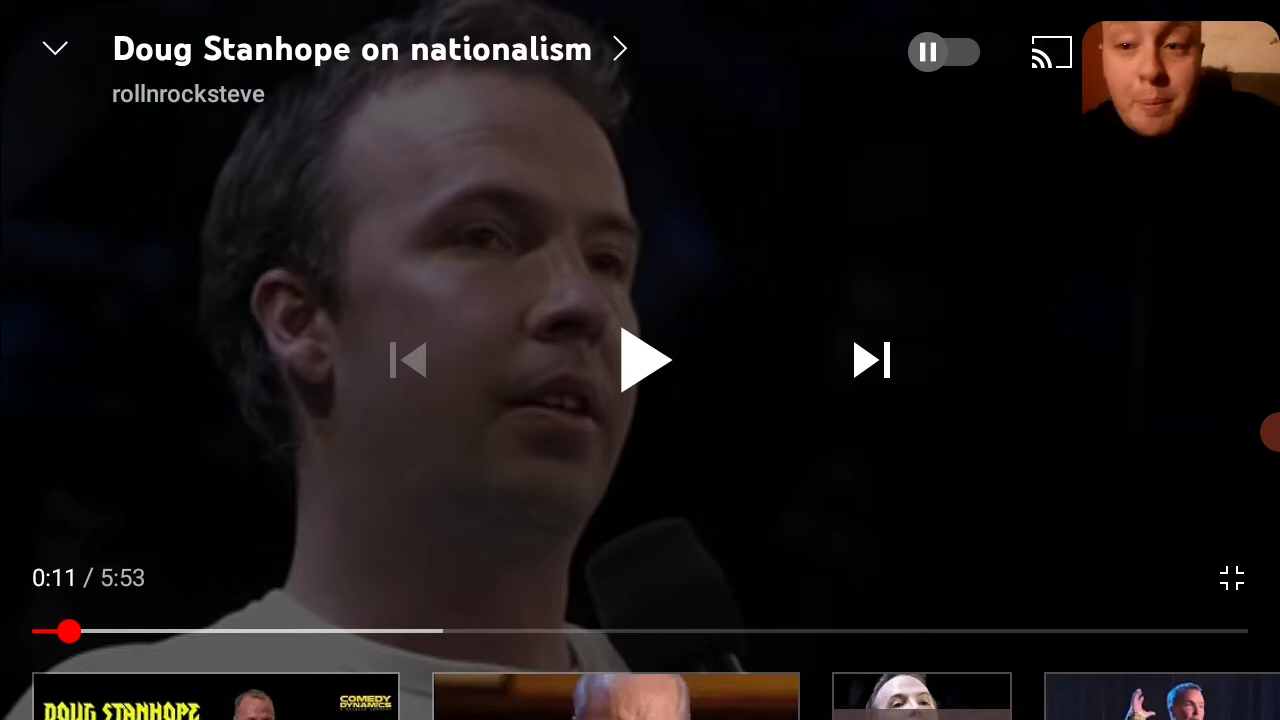 Doug Stanhope on nationalism
rollnrocksteve
0:11 / 5:53
DOUG STANHOPE
COMEDY
DYNAMICS